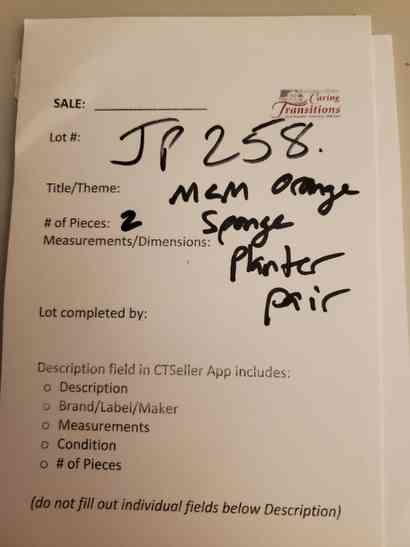 SALE:
Caring
Transitions
Lot #: JP 258.
Title/Theme: M&M Orange
# of Pieces: 2 Sponge
Measurements/Dimensions: Planter
pair
Lot completed by:
Description field in CTSeller App includes:
o Description
o Brand/Label/Maker
o Measurements
o Condition
o # of Pieces
(do not fill out individual fields below Description)